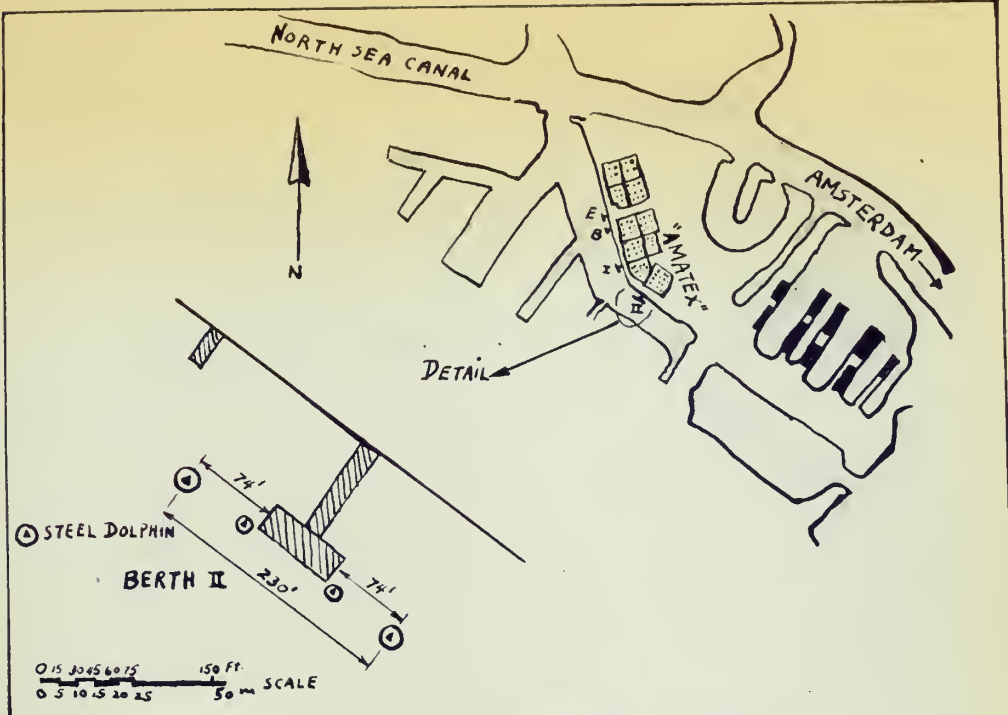 NORTH SEA CANAL
AMSTERDAM
"AMATEX"
E
B
I
II
N
DETAIL
74'
STEEL DOLPHIN
BERTH II
230'
74'
0 15 30 45 60 75 150 Ft.
0 5 10 15 20 25 50 m SCALE